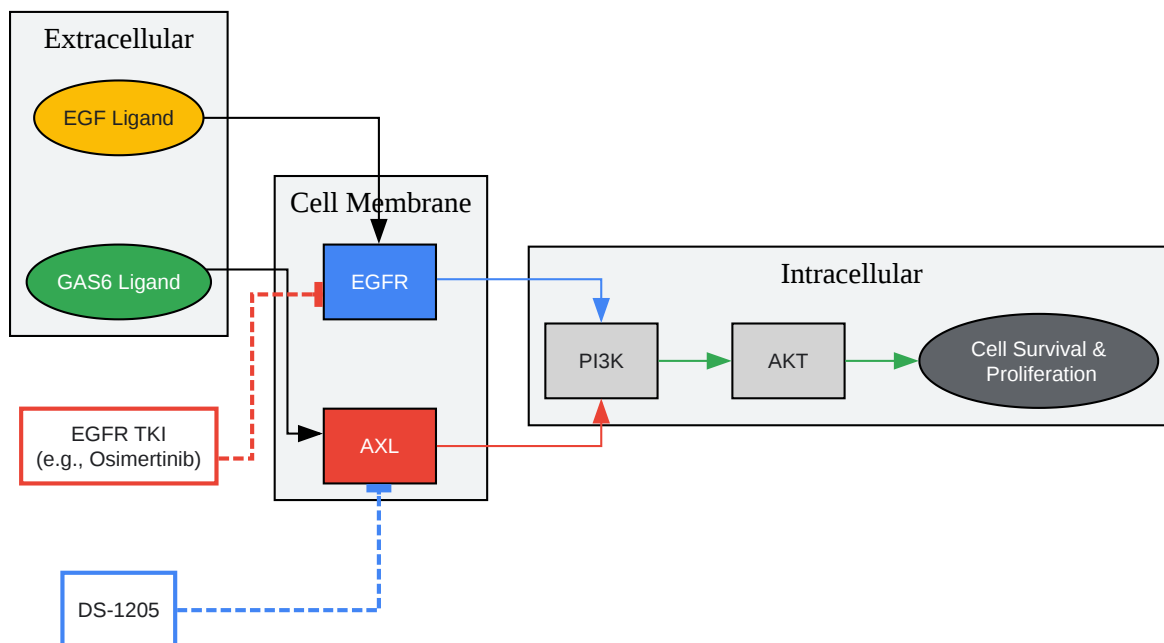 Extracellular
EGF Ligand
GAS6 Ligand
Cell Membrane
EGFR
AXL
Intracellular
PI3K
AKT
Cell Survival &
Proliferation
EGFR TKI
(e.g., Osimertinib)
DS-1205